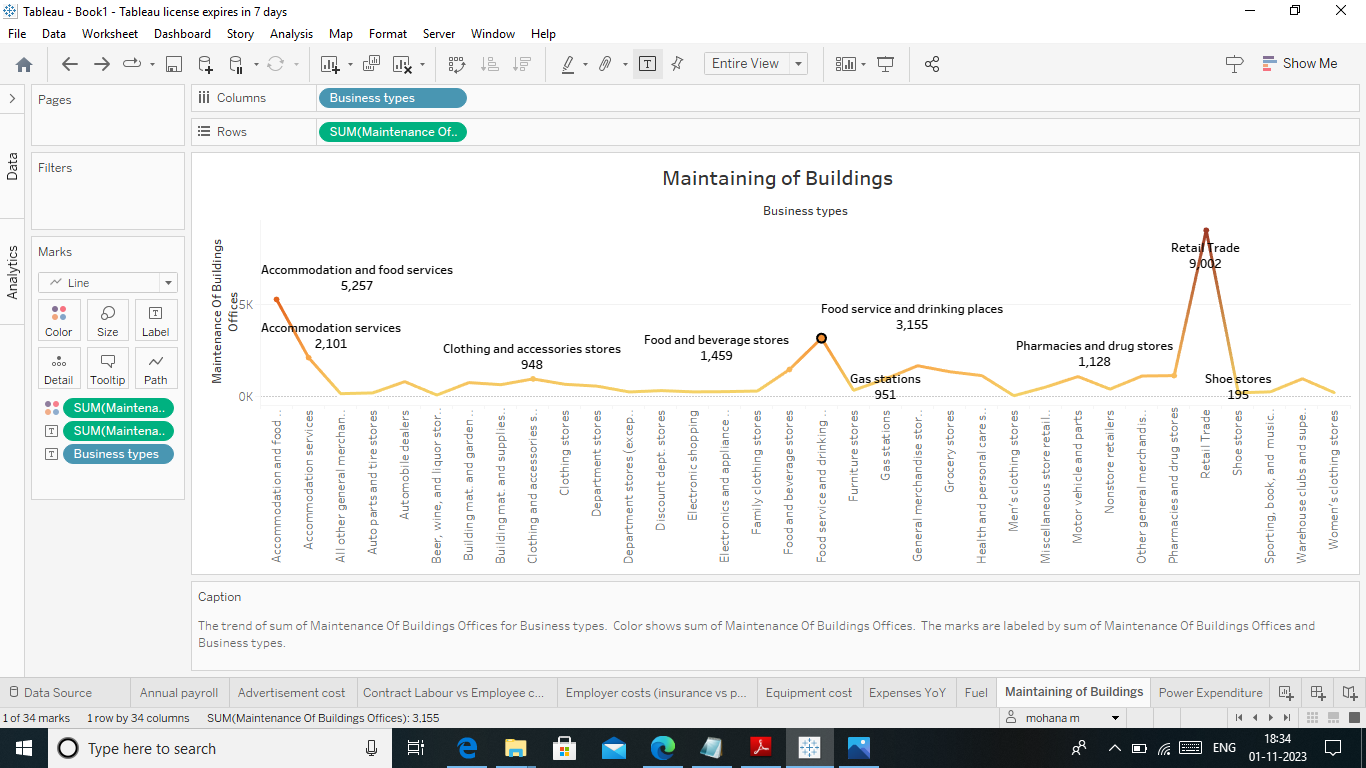 Tableau - Book1 - Tableau license expires in 7 days
File Data Worksheet Dashboard Story Analysis Map Format Server Window Help
Entire View
Show Me
Data
Analytics
Pages
Filters
Marks
Line
Color Size Label
Detail Tooltip Path
SUM(Maintena..
SUM(Maintena..
Business types
Columns Business types
Rows SUM(Maintenance Of..
Maintaining of Buildings
Business types
Maintenance Of Buildings
Offices
5K
0K
Accommodation and food services
5,257
Accommodation services
2,101
Clothing and accessories stores
948
Food and beverage stores
1,459
Food service and drinking places
3,155
Gas stations
951
Pharmacies and drug stores
1,128
Retail Trade
9,002
Shoe stores
195
Accommodation and food ..
Accommodation services
All other general merchan..
Auto parts and tire stores
Automobile dealers
Beer, wine, and liquor stor..
Building mat. and garden ..
Building mat. and supplies..
Clothing and accessories s..
Clothing stores
Department stores
Department stores (excep..
Discount dept. stores
Electronic shopping
Electronics and appliance ..
Family clothing stores
Food and beverage stores
Food service and drinking ..
Furniture stores
Gas stations
General merchandise stor..
Grocery stores
Health and personal care s..
Men's clothing stores
Miscellaneous store retail..
Motor vehicle and parts
Nonstore retailers
Other general merchandis..
Pharmacies and drug stores
Retail Trade
Shoe stores
Sporting, book, and music..
Warehouse clubs and supe..
Women's clothing stores
Caption
The trend of sum of Maintenance Of Buildings Offices for Business types. Color shows sum of Maintenance Of Buildings Offices. The marks are labeled by sum of Maintenance Of Buildings Offices and
Business types.
Data Source Annual payroll Advertisement cost Contract Labour vs Employee c... Employer costs (insurance vs p... Equipment cost Expenses YoY Fuel Maintaining of Buildings Power Expenditure
1 of 34 marks 1 row by 34 columns SUM(Maintenance Of Buildings Offices): 3,155 mohana m
Type here to search
ENG
18:34
01-11-2023